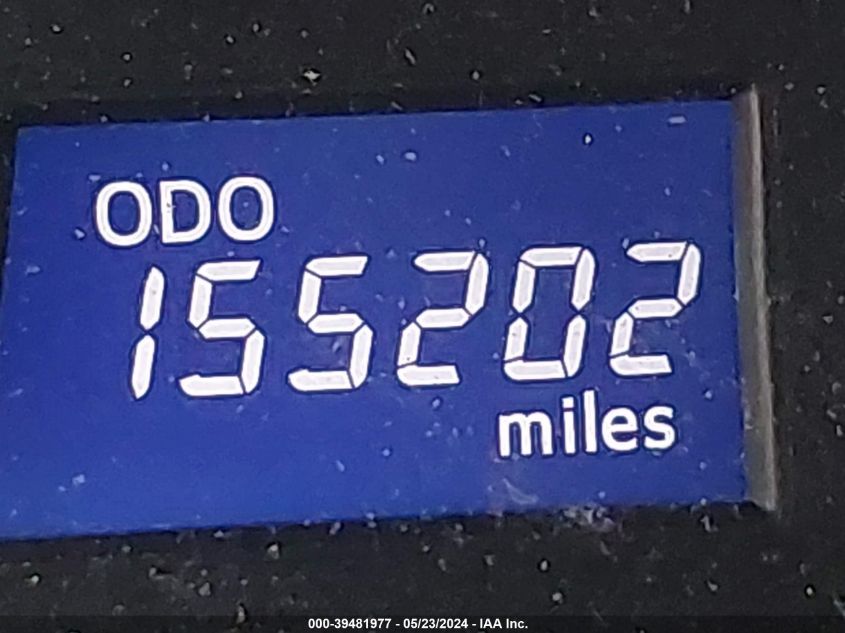 ODO
155202
miles
000-39481977 - 05/23/2024 - IAA Inc.